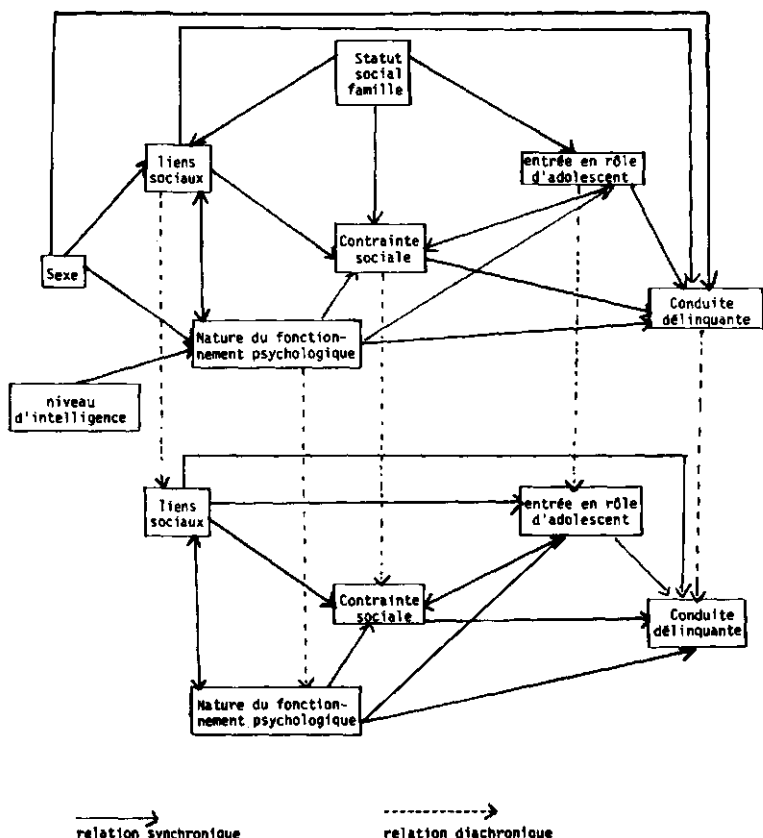 Statut
social
famille
liens
sociaux
entrée en rôle
d'adolescent
Contrainte
sociale
Sexe
Conduite
délinquante
Nature du fonction-
nement psychologique
niveau
d'intelligence
liens
sociaux
entrée en rôle
d'adolescent
Contrainte
sociale
Conduite
délinquante
Nature du fonction-
nement psychologique
relation synchronique
relation diachronique